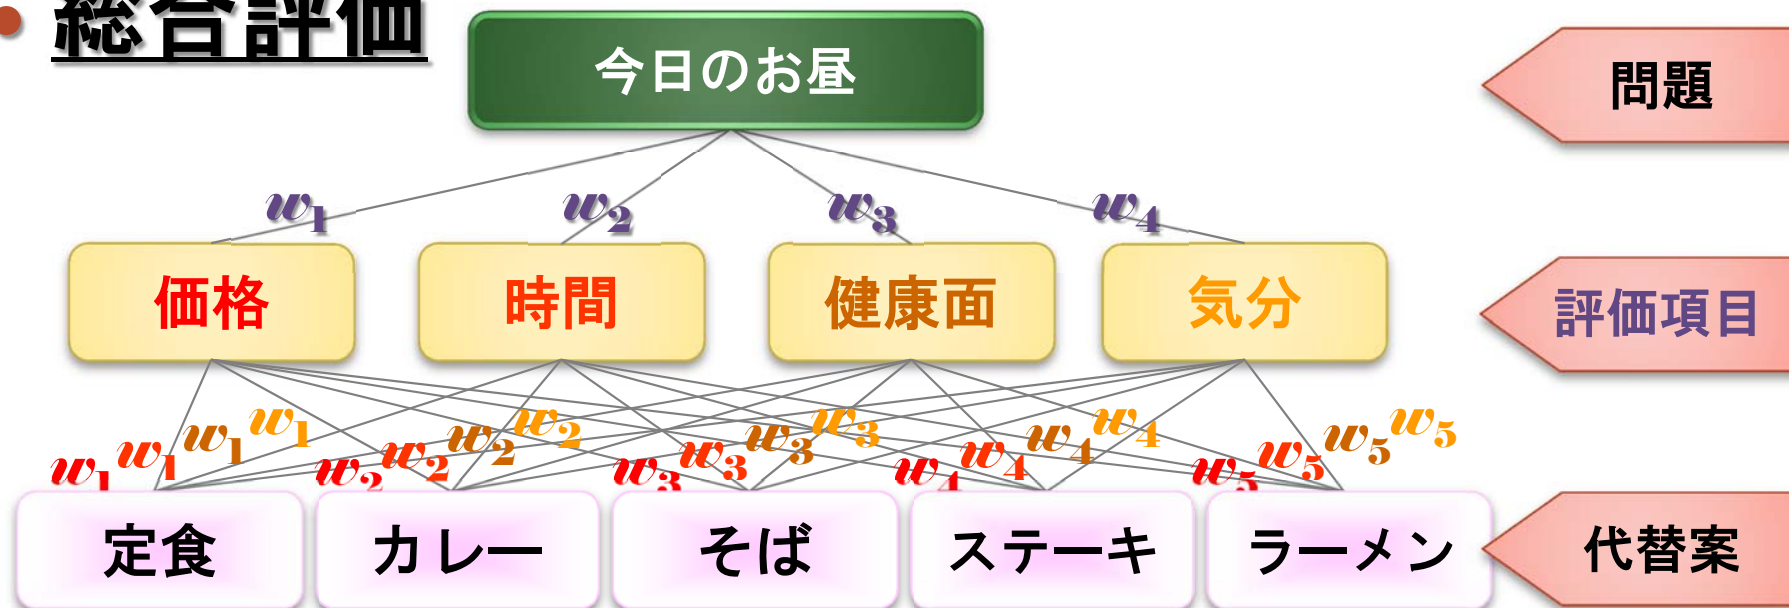 総合評価
今日のお昼
問題
w1 w2 w3 w4
価格 時間 健康面 気分
評価項目
w1 w1 w1 w1 w2 w2 w2 w2 w3 w3 w3 w3 w4 w4 w4 w4 w5 w5 w5 w5
定食 カレー そば ステーキ ラーメン
代替案